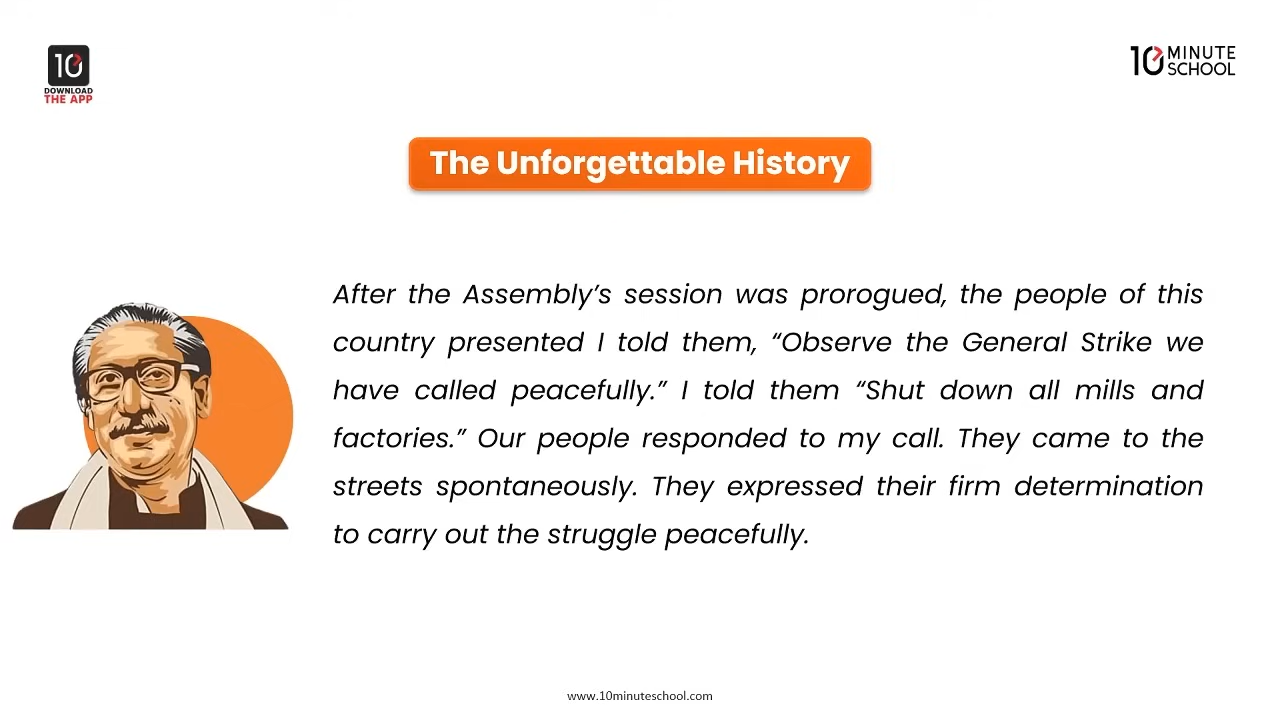 10
DOWNLOAD
THE APP
10 MINUTE
SCHOOL
The Unforgettable History
After the Assembly’s session was prorogued, the people of this
country presented I told them, “Observe the General Strike we
have called peacefully.” I told them “Shut down all mills and
factories.” Our people responded to my call. They came to the
streets spontaneously. They expressed their firm determination
to carry out the struggle peacefully.
www.10minuteschool.com